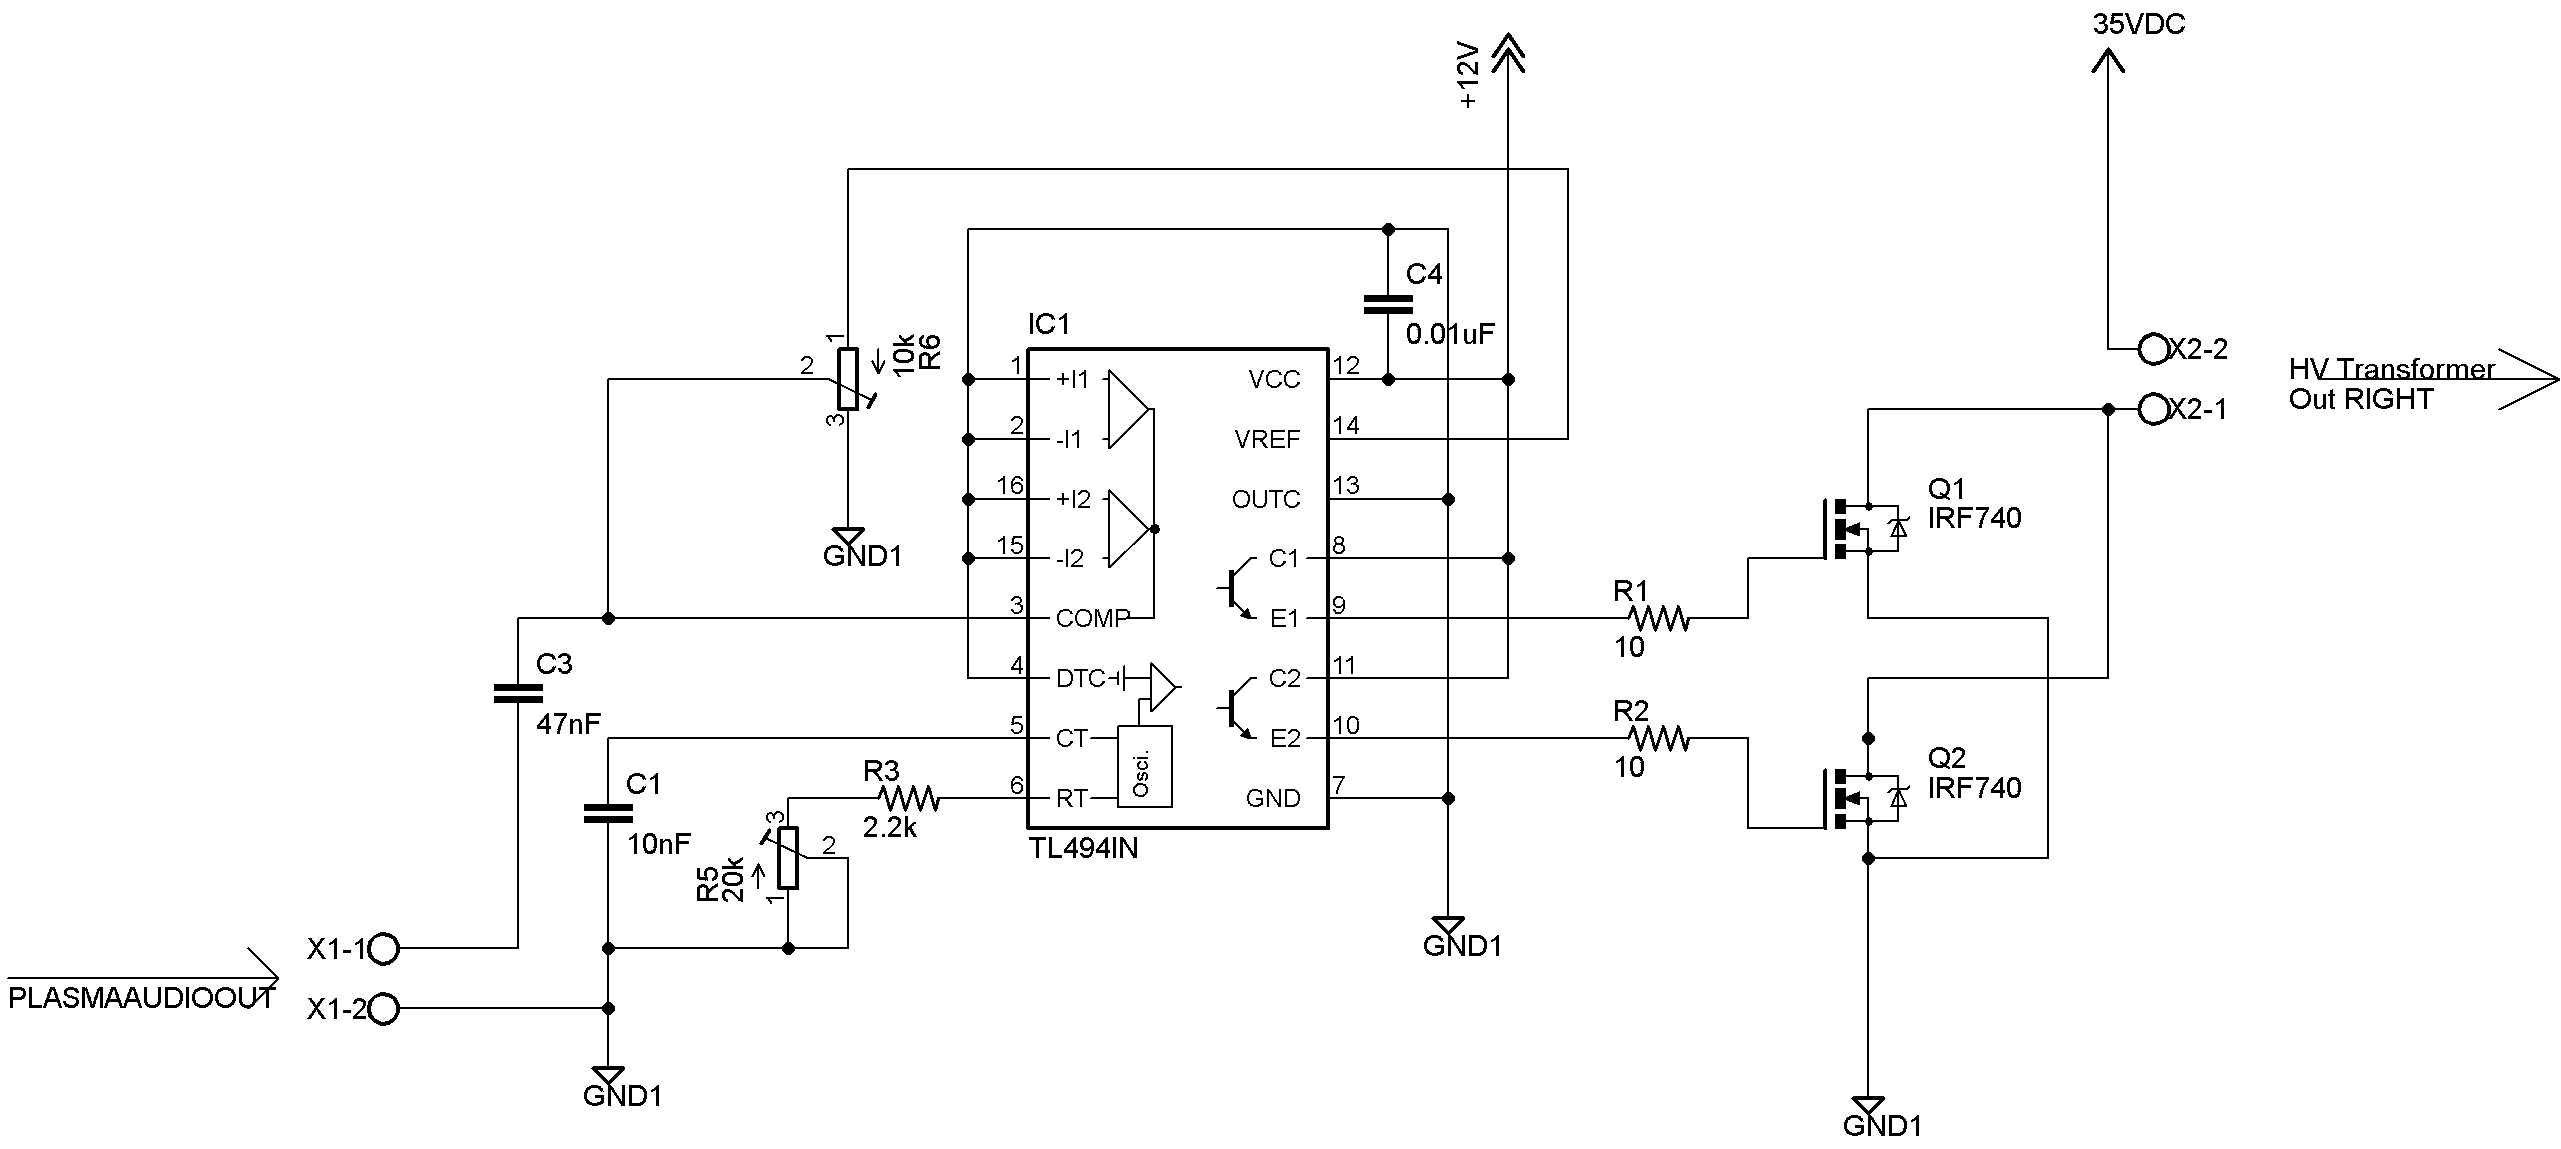 35VDC
+12V
C4
0.01uF
IC1
1
2
3
10k
R6
GND1
X2-2
X2-1
HV Transformer
Out RIGHT
1
+I1
2
-I1
16
+I2
15
-I2
3
COMP
4
DTC
5
CT
6
RT
Osci.
VCC
12
VREF
14
OUTC
13
C1
8
E1
9
C2
11
E2
10
GND
7
TL494IN
GND1
R1
10
R2
10
Q1
IRF740
Q2
IRF740
GND1
C3
47nF
C1
10nF
R3
2.2k
3
2
1
R5
20k
X1-1
X1-2
PLASMAAUDIOOUT
GND1